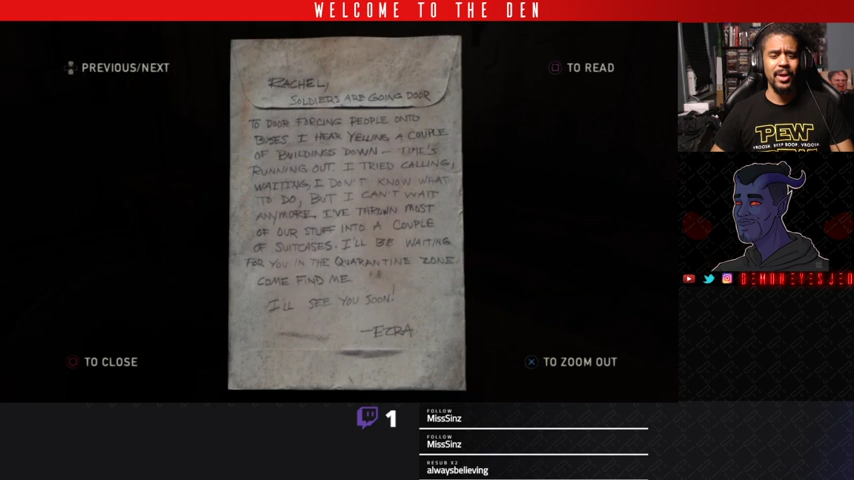 WELCOME TO THE DEN
PREVIOUS/NEXT
TO READ
RACHEL,
SOLDIERS ARE GOING DOOR
TO DOOR FORCING PEOPLE ONTO
BUSES. I HEAR YELLING A COUPLE
OF BUILDINGS DOWN – TIME'S
RUNNING OUT. I TRIED CALLING,
WAITING, I DON'T KNOW WHAT
TO DO, BUT I CAN'T WAIT
ANYMORE. I'VE THROWN MOST
OF OUR STUFF INTO A COUPLE
OF SUITCASES. I'LL BE WAITING
FOR YOU IN THE QUARANTINE ZONE.
COME FIND ME.
I'LL SEE YOU SOON!
–EZRA
TO CLOSE
TO ZOOM OUT
PEW
PEW
DEMONEYESJED
1
FOLLOW
MissSinz
FOLLOW
MissSinz
RESUB X2
alwaysbelieving